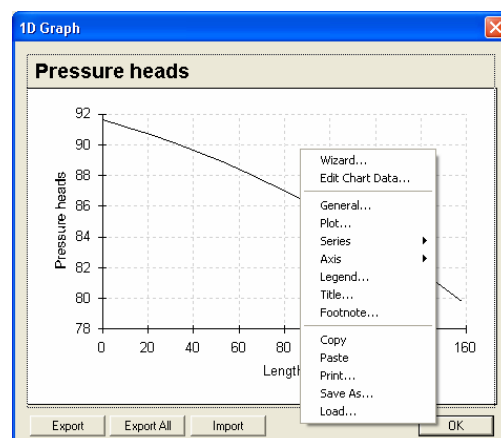 1D Graph
Pressure heads
92
90
88
86
84
82
80
78
Pressure heads
0 20 40 60 80 160
Length
Wizard...
Edit Chart Data...
General...
Plot...
Series
Axis
Legend...
Title...
Footnote...
Copy
Paste
Print...
Save As...
Load...
Export Export All Import OK